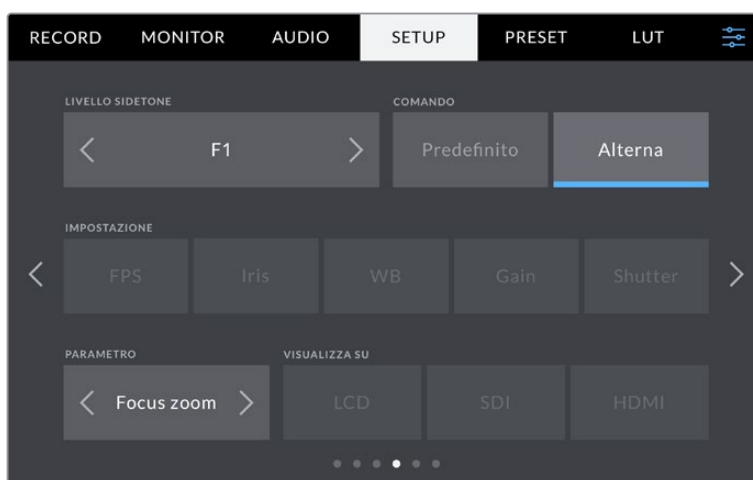 RECORD MONITOR AUDIO SETUP PRESET LUT
LIVELLO SIDETONE COMANDO
F1 Predefinito Alterna
IMPOSTAZIONE
FPS Iris WB Gain Shutter
PARAMETRO VISUALIZZA SU
Focus zoom LCD SDI HDMI